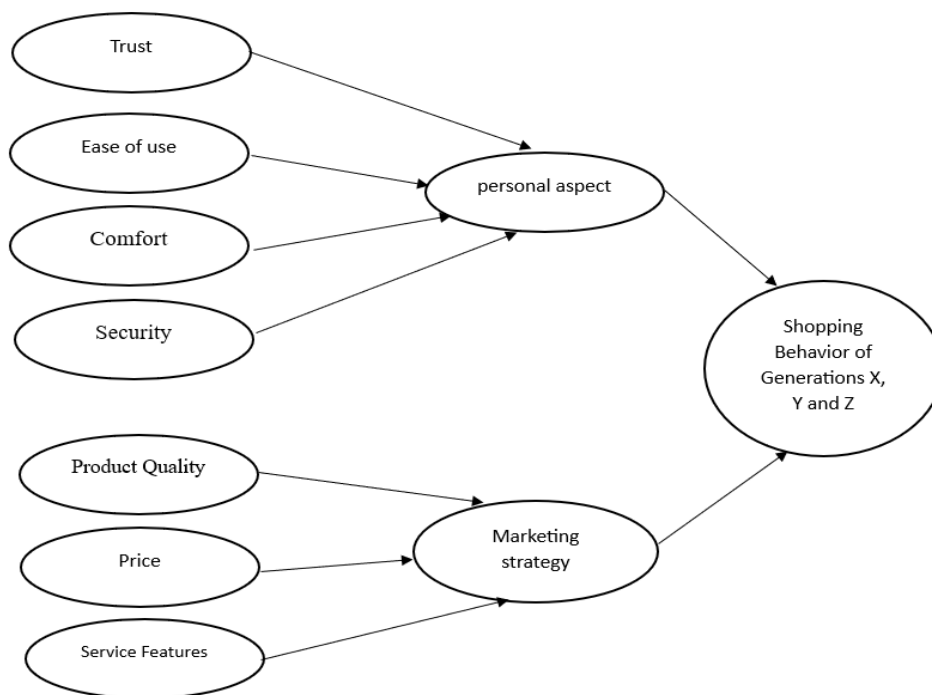 Trust
Ease of use
Comfort
Security
personal aspect
Shopping
Behavior of
Generations X,
Y and Z
Product Quality
Price
Service Features
Marketing
strategy